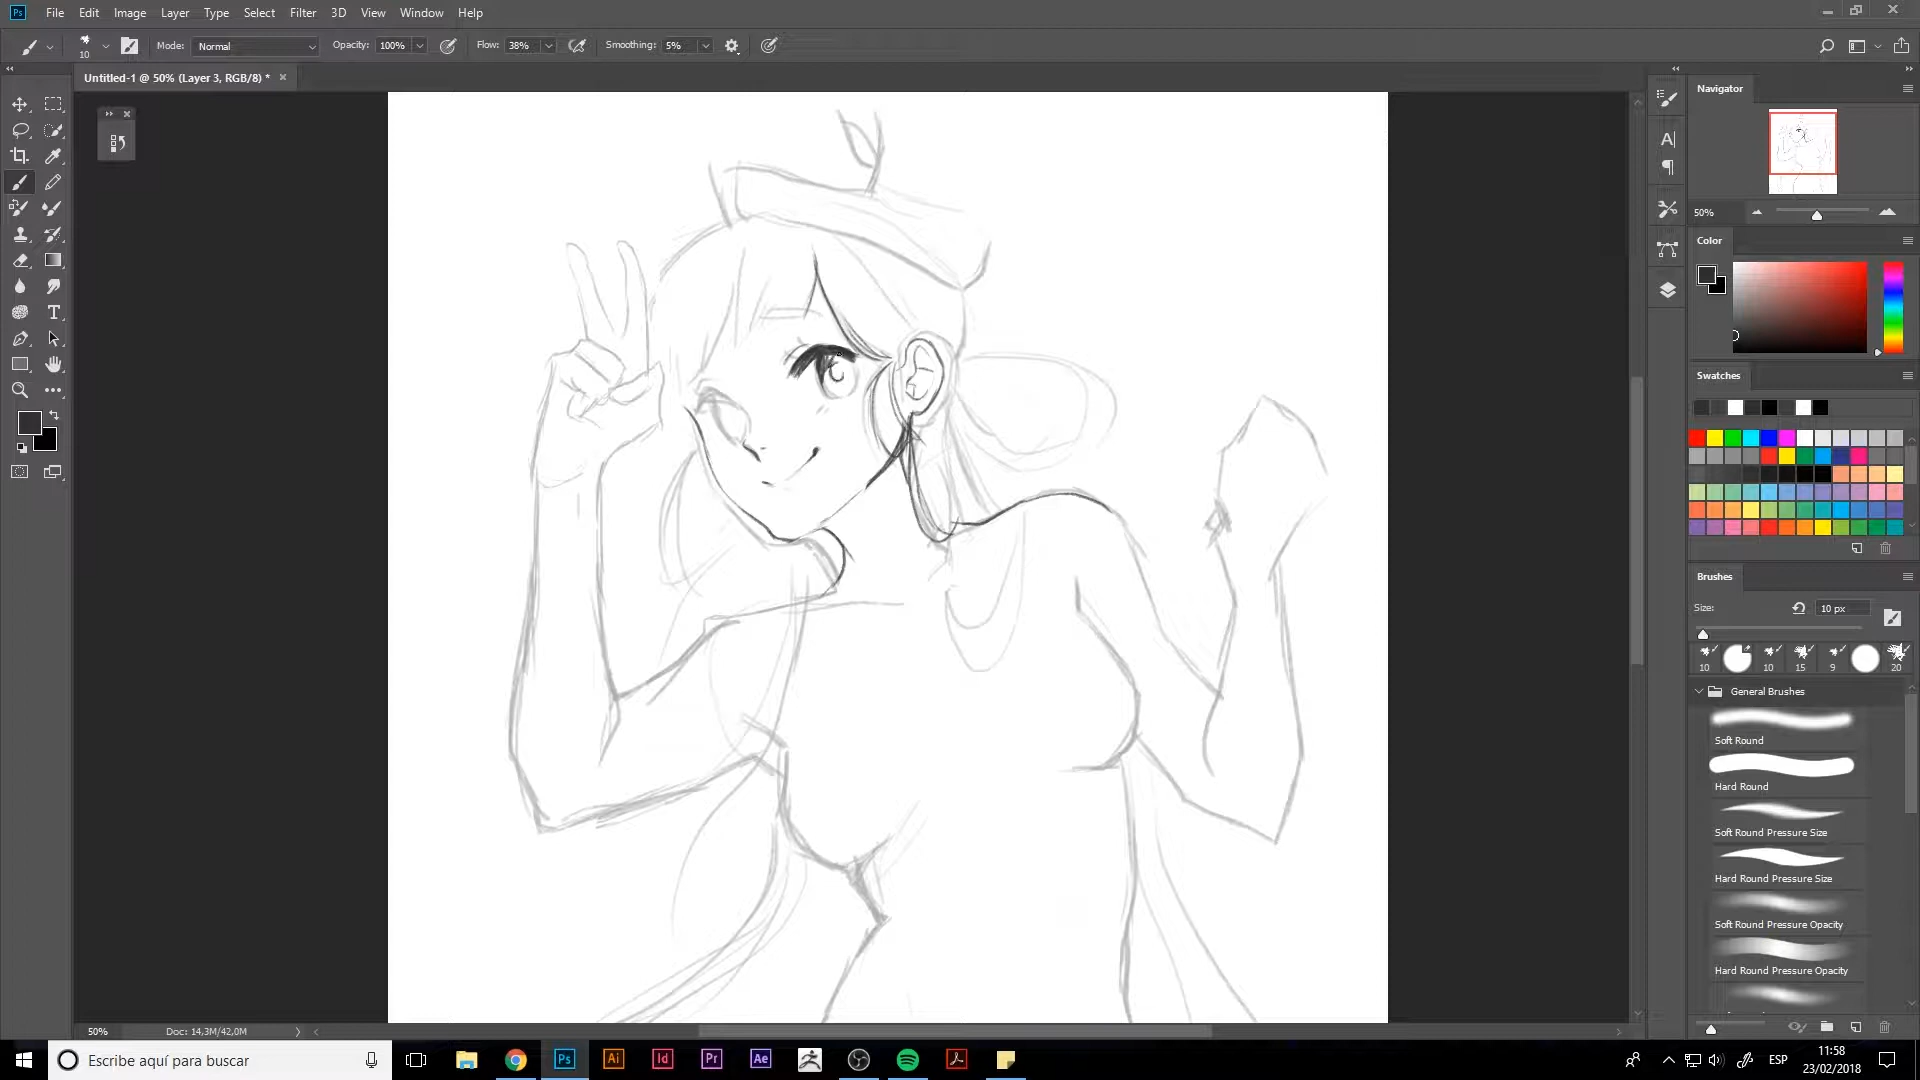 Ps File Edit Image Layer Type Select Filter 3D View Window Help
10 Mode: Normal Opacity: 100% Flow: 38% Smoothing: 5%
Untitled-1 @ 50% (Layer 3, RGB/8) *
Navigator
50%
Color
Swatches
Brushes
Size: 10 px
10 10 15 9 20
General Brushes
Soft Round
Hard Round
Soft Round Pressure Size
Hard Round Pressure Size
Soft Round Pressure Opacity
Hard Round Pressure Opacity
50% Doc: 14,3M/42,0M
Escribe aquí para buscar
Ps Ai Id Pr Ae
ESP
11:58
23/02/2018